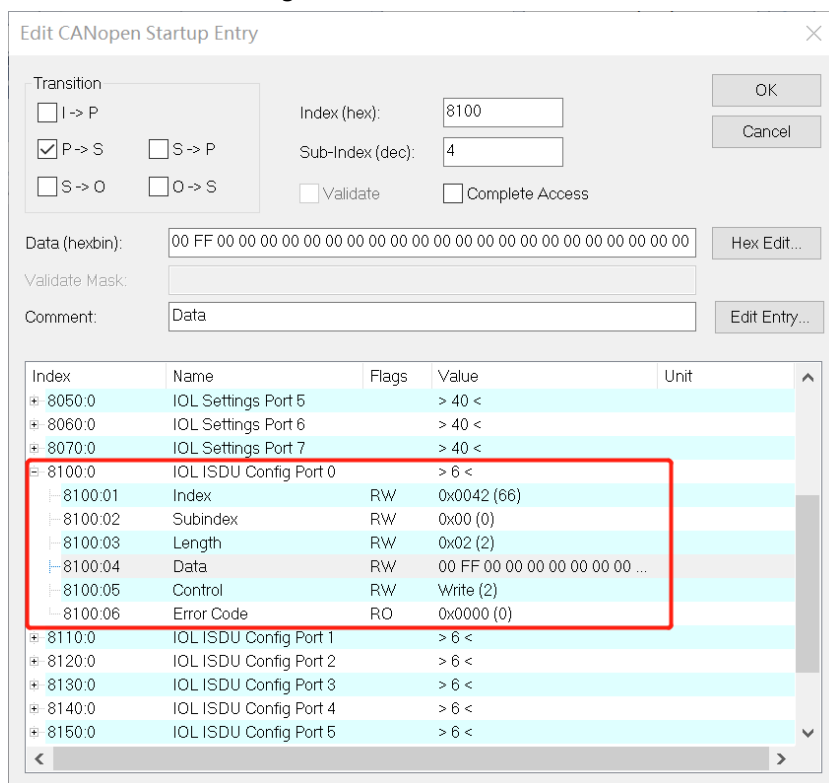 Edit CANopen Startup Entry
Transition
I -> P
P -> S
S -> P
S -> O
O -> S
Index (hex):
8100
Sub-Index (dec):
4
Validate
Complete Access
OK
Cancel
Data (hexbin):
00 FF 00 00 00 00 00 00 00 00 00 00 00 00 00 00 00 00 00 00 00 00 00 00
Hex Edit...
Validate Mask:
Comment:
Data
Edit Entry...
Index Name Flags Value Unit
8050:0 IOL Settings Port 5 > 40 <
8060:0 IOL Settings Port 6 > 40 <
8070:0 IOL Settings Port 7 > 40 <
8100:0 IOL ISDU Config Port 0 > 6 <
8100:01 Index RW 0x0042 (66)
8100:02 Subindex RW 0x00 (0)
8100:03 Length RW 0x02 (2)
8100:04 Data RW 00 FF 00 00 00 00 00 00 00 ...
8100:05 Control RW Write (2)
8100:06 Error Code RO 0x0000 (0)
8110:0 IOL ISDU Config Port 1 > 6 <
8120:0 IOL ISDU Config Port 2 > 6 <
8130:0 IOL ISDU Config Port 3 > 6 <
8140:0 IOL ISDU Config Port 4 > 6 <
8150:0 IOL ISDU Config Port 5 > 6 <